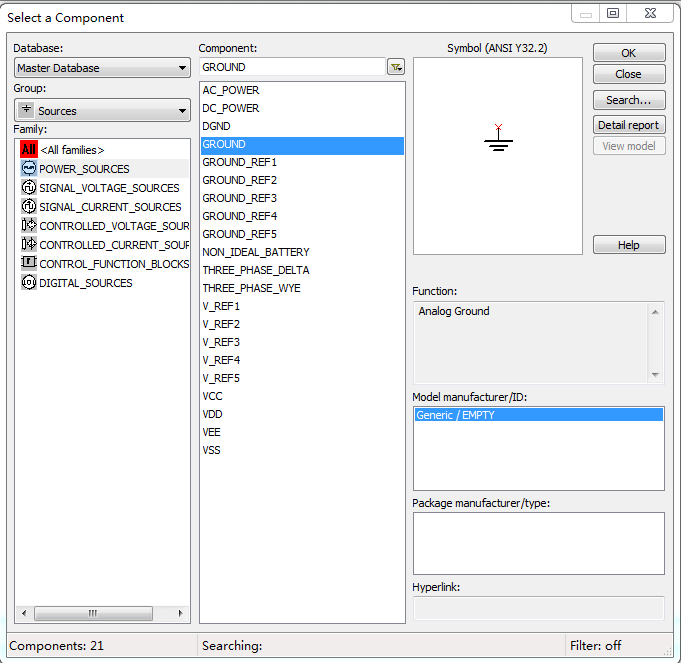 Select a Component
Database:
Master Database
Group:
Sources
Family:
All <All families>
POWER_SOURCES
SIGNAL_VOLTAGE_SOURCES
SIGNAL_CURRENT_SOURCES
CONTROLLED_VOLTAGE_SOUR
CONTROLLED_CURRENT_SOUR
CONTROL_FUNCTION_BLOCKS
DIGITAL_SOURCES
Component:
GROUND
AC_POWER
DC_POWER
DGND
GROUND
GROUND_REF1
GROUND_REF2
GROUND_REF3
GROUND_REF4
GROUND_REF5
NON_IDEAL_BATTERY
THREE_PHASE_DELTA
THREE_PHASE_WYE
V_REF1
V_REF2
V_REF3
V_REF4
V_REF5
VCC
VDD
VEE
VSS
Symbol (ANSI Y32.2)
OK
Close
Search...
Detail report
View model
Help
Function:
Analog Ground
Model manufacturer/ID:
Generic / EMPTY
Package manufacturer/type:
Hyperlink:
Components: 21
Searching:
Filter: off